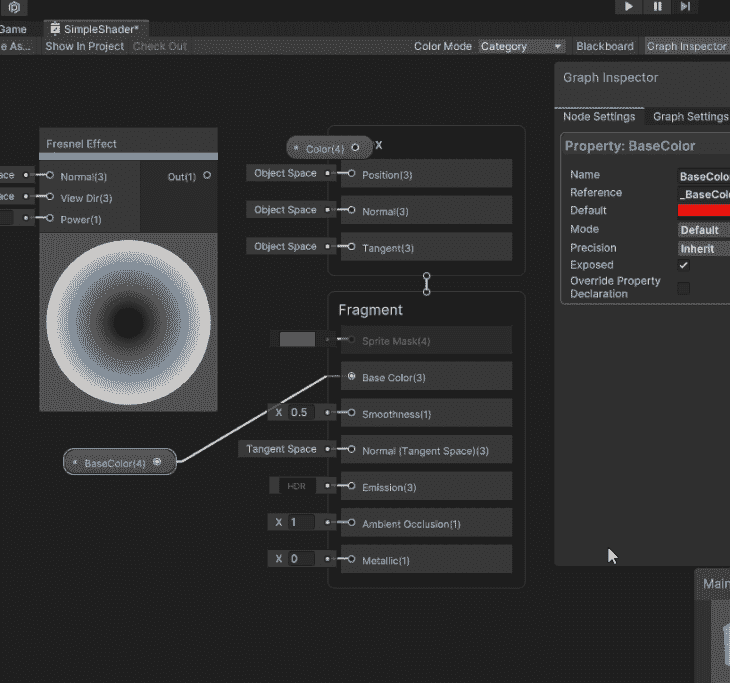 Game
SimpleShader*
e As...
Show In Project
Check Out
Color Mode
Category
Blackboard
Graph Inspector
Graph Inspector
Node Settings
Graph Settings
Property: BaseColor
Name
BaseColor
Reference
_BaseColo
Default
Mode
Default
Precision
Inherit
Exposed
Override Property
Declaration
Fresnel Effect
ace
Normal(3)
Out(1)
ace
View Dir(3)
Power(1)
Color(4)
X
Object Space
Position(3)
Object Space
Normal(3)
Object Space
Tangent(3)
Fragment
Sprite Mask(4)
Base Color(3)
X 0.5
Smoothness(1)
BaseColor(4)
Tangent Space
Normal (Tangent Space)(3)
HDR
Emission(3)
X 1
Ambient Occlusion(1)
X 0
Metallic(1)
Main